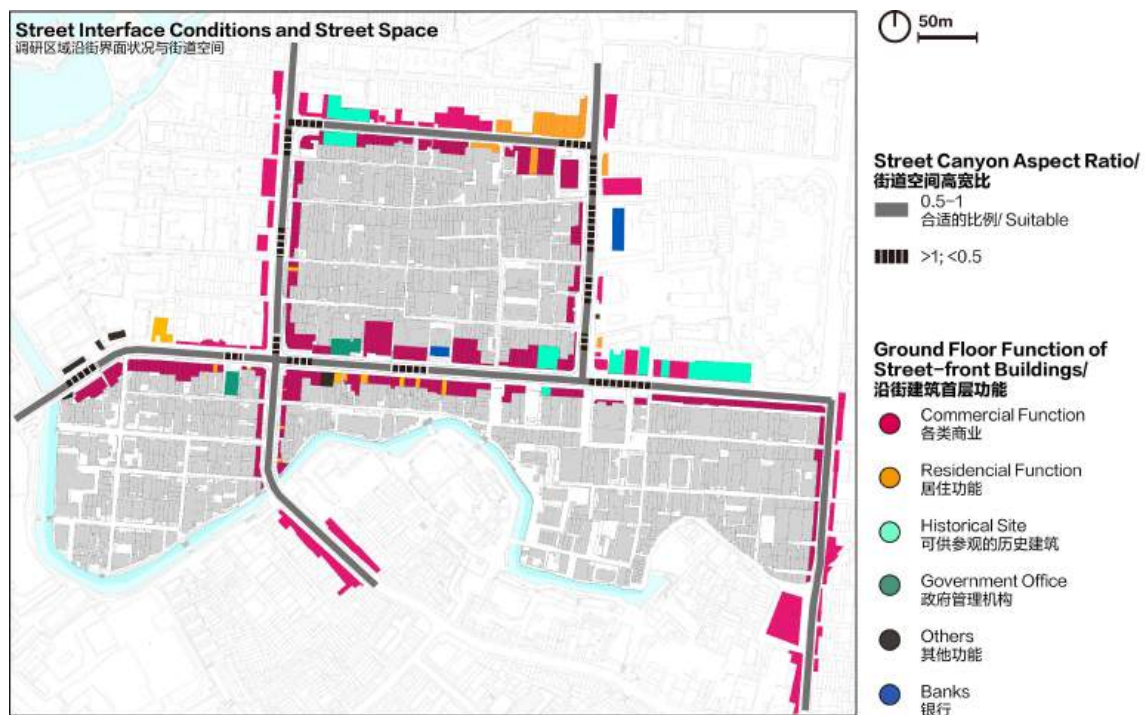 Street Interface Conditions and Street Space
调研区域沿街界面状况与街道空间
50m
Street Canyon Aspect Ratio/
街道空间高宽比
0.5-1
合适的比例/ Suitable
>1; <0.5
Ground Floor Function of
Street-front Buildings/
沿街建筑首层功能
Commercial Function
各类商业
Residencial Function
居住功能
Historical Site
可供参观的历史建筑
Government Office
政府管理机构
Others
其他功能
Banks
银行